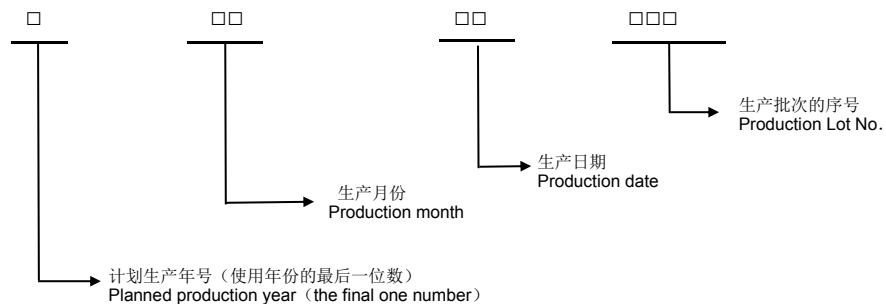 □ □□ □□ □□□
生产批次的序号
Production Lot No.
生产日期
Production date
生产月份
Production month
计划生产年号（使用年份的最后一位数）
Planned production year（the final one number）